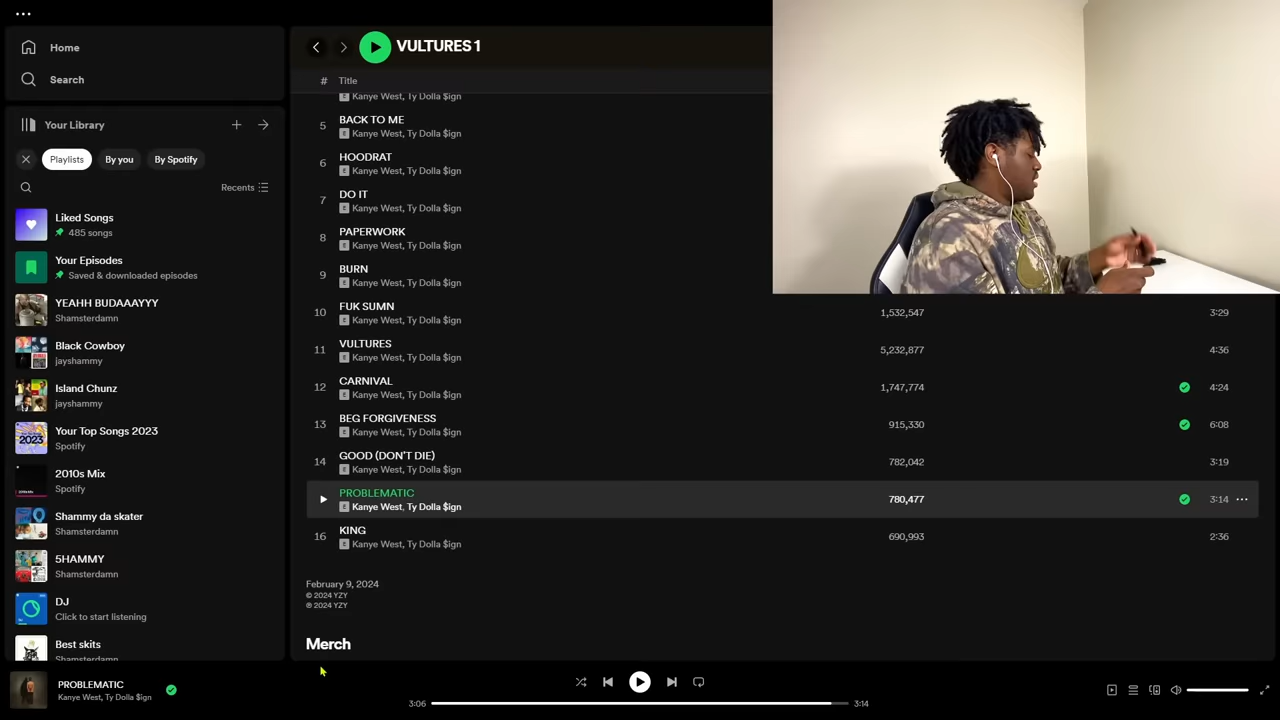 Home
Search
Your Library
Playlists
By you
By Spotify
Recents
Liked Songs
485 songs
Your Episodes
Saved & downloaded episodes
YEAHH BUDAAAYYY
Shamsterdamn
Black Cowboy
jayshammy
Island Chunz
jayshammy
Your Top Songs 2023
Spotify
2010s Mix
Spotify
Shammy da skater
Shamsterdamn
5HAMMY
Shamsterdamn
DJ
Click to start listening
Best skits
Shamsterdamn
VULTURES 1
# Title
E Kanye West, Ty Dolla $ign
5 BACK TO ME
E Kanye West, Ty Dolla $ign
6 HOODRAT
E Kanye West, Ty Dolla $ign
7 DO IT
E Kanye West, Ty Dolla $ign
8 PAPERWORK
E Kanye West, Ty Dolla $ign
9 BURN
E Kanye West, Ty Dolla $ign
10 FUK SUMN 1,532,547 3:29
E Kanye West, Ty Dolla $ign
11 VULTURES 5,232,877 4:36
E Kanye West, Ty Dolla $ign
12 CARNIVAL 1,747,774 4:24
E Kanye West, Ty Dolla $ign
13 BEG FORGIVENESS 915,330 6:08
E Kanye West, Ty Dolla $ign
14 GOOD (DON'T DIE) 782,042 3:19
E Kanye West, Ty Dolla $ign
PROBLEMATIC 780,477 3:14
E Kanye West, Ty Dolla $ign
16 KING 690,993 2:36
E Kanye West, Ty Dolla $ign
February 9, 2024
© 2024 YZY
℗ 2024 YZY
Merch
PROBLEMATIC
Kanye West, Ty Dolla $ign
3:06 3:14